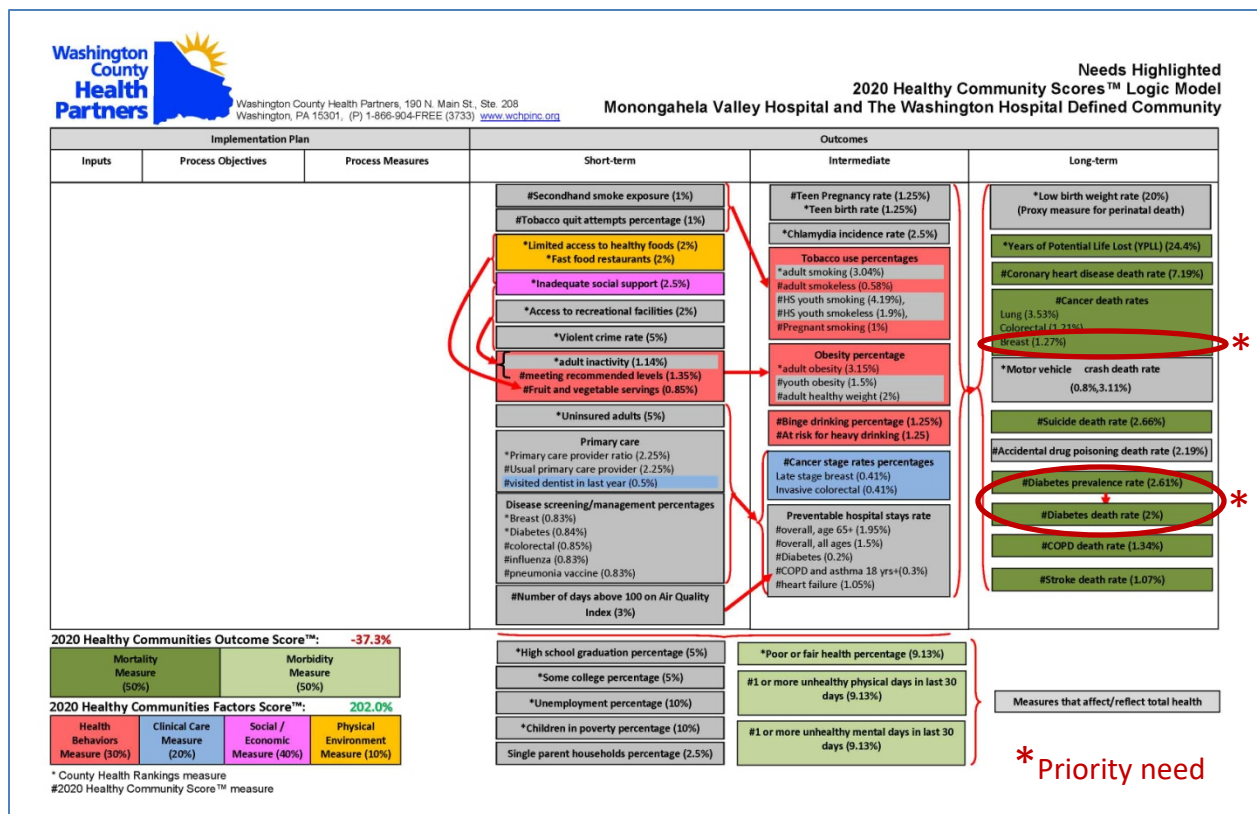 Washington
County
Health
Partners
Washington County Health Partners, 190 N. Main St., Ste. 208
Washington, PA 15301, (P) 1-866-904-FREE (3733) www.wchpinc.org
Needs Highlighted
2020 Healthy Community Scores™ Logic Model
Monongahela Valley Hospital and The Washington Hospital Defined Community
Implementation Plan
Outcomes
Inputs
Process Objectives
Process Measures
Short-term
Intermediate
Long-term
#Secondhand smoke exposure (1%)
#Tobacco quit attempts percentage (1%)
*Limited access to healthy foods (2%)
*Fast food restaurants (2%)
*Inadequate social support (2.5%)
*Access to recreational facilities (2%)
*Violent crime rate (5%)
*adult inactivity (1.14%)
#meeting recommended levels (1.35%)
#Fruit and vegetable servings (0.85%)
*Uninsured adults (5%)
Primary care
*Primary care provider ratio (2.25%)
#Usual primary care provider (2.25%)
#visited dentist in last year (0.5%)
Disease screening/management percentages
*Breast (0.83%)
*Diabetes (0.84%)
#colorectal (0.85%)
#influenza (0.83%)
#pneumonia vaccine (0.83%)
#Number of days above 100 on Air Quality
Index (3%)
#Teen Pregnancy rate (1.25%)
*Teen birth rate (1.25%)
*Chlamydia incidence rate (2.5%)
Tobacco use percentages
*adult smoking (3.04%)
#adult smokeless (0.58%)
#HS youth smoking (4.19%),
#HS youth smokeless (1.9%),
#Pregnant smoking (1%)
Obesity percentage
*adult obesity (3.15%)
#youth obesity (1.5%)
#adult healthy weight (2%)
#Binge drinking percentage (1.25%)
#At risk for heavy drinking (1.25)
#Cancer stage rates percentages
Late stage breast (0.41%)
Invasive colorectal (0.41%)
Preventable hospital stays rate
#overall, age 65+ (1.95%)
#overall, all ages (1.5%)
#Diabetes (0.2%)
#COPD and asthma 18 yrs+(0.3%)
#heart failure (1.05%)
*Low birth weight rate (20%)
(Proxy measure for perinatal death)
*Years of Potential Life Lost (YPLL) (24.4%)
#Coronary heart disease death rate (7.19%)
#Cancer death rates
Lung (3.53%)
Colorectal (1.21%)
Breast (1.27%)
*
*Motor vehicle crash death rate
(0.8%,3.11%)
#Suicide death rate (2.66%)
#Accidental drug poisoning death rate (2.19%)
#Diabetes prevalence rate (2.61%)
*
#Diabetes death rate (2%)
#COPD death rate (1.34%)
#Stroke death rate (1.07%)
2020 Healthy Communities Outcome Score™: -37.3%
Mortality
Measure
(50%)
Morbidity
Measure
(50%)
2020 Healthy Communities Factors Score™: 202.0%
Health
Behaviors
Measure (30%)
Clinical Care
Measure
(20%)
Social /
Economic
Measure (40%)
Physical
Environment
Measure (10%)
* County Health Rankings measure
#2020 Healthy Community Score™ measure
*High school graduation percentage (5%)
*Some college percentage (5%)
*Unemployment percentage (10%)
*Children in poverty percentage (10%)
Single parent households percentage (2.5%)
*Poor or fair health percentage (9.13%)
#1 or more unhealthy physical days in last 30
days (9.13%)
#1 or more unhealthy mental days in last 30
days (9.13%)
Measures that affect/reflect total health
*Priority need